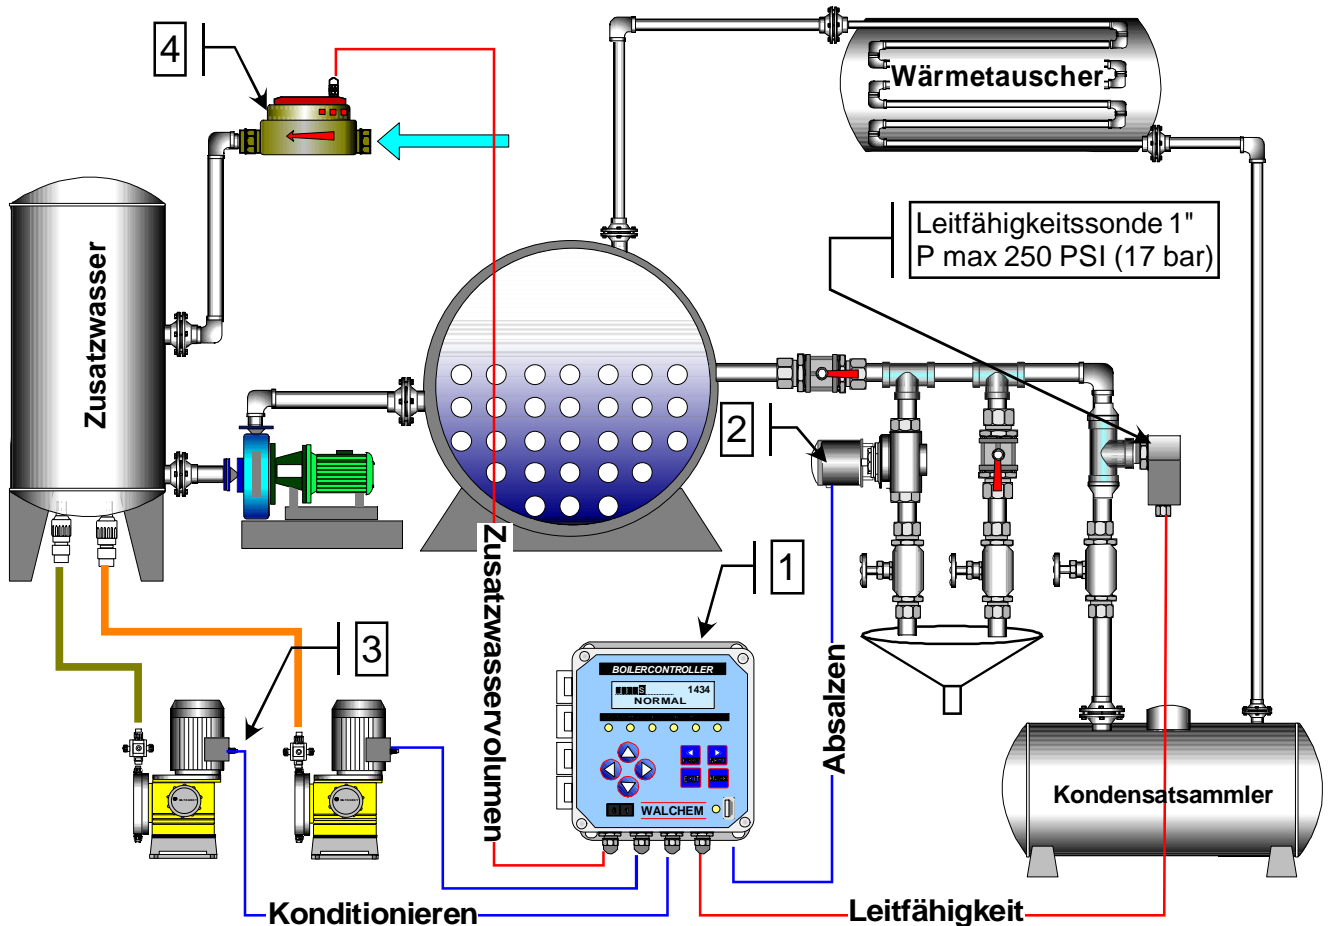 4
Wärmetauscher
Leitfähigkeitssonde 1"
P max 250 PSI (17 bar)
Zusatzwasser
2
Zusatzwasservolumen
1
3
BOILERCONTROLLER
S 1434
NORMAL
WALCHEM
Absalzen
Kondensatsammler
Konditionieren
Leitfähigkeit